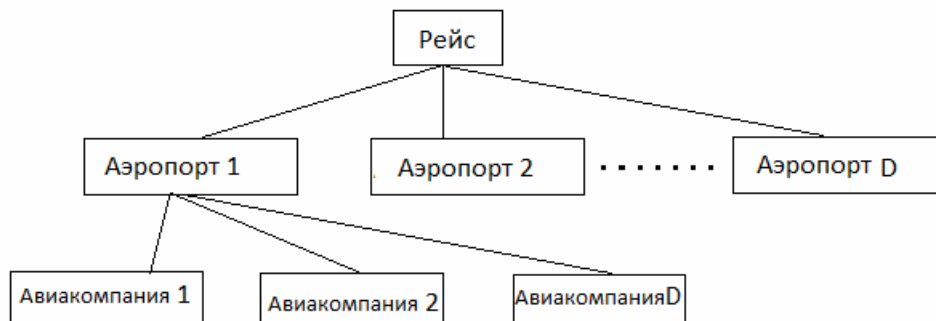 Рейс
Аэропорт 1
Аэропорт 2
Аэропорт D
Авиакомпания 1
Авиакомпания 2
АвиакомпанияD